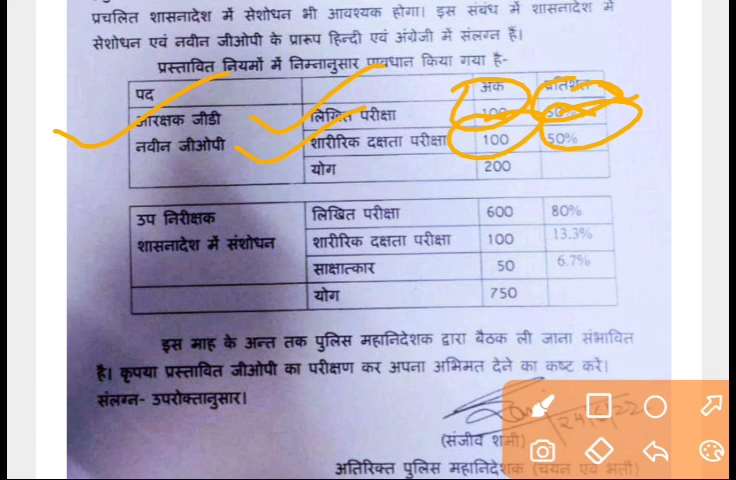 प्रचलित शासनादेश में सेशोधन भी आवश्यक होगा। इस संबंध में शासनादेश में
सेशोधन एवं नवीन जीओपी के प्रारूप हिन्दी एवं अंग्रेजी में संलग्न हैं।
प्रस्तावित नियमों में निम्नानुसार प्रावधान किया गया है-
पद अंक प्रतिशत
आरक्षक जीडी लिखित परीक्षा 100 50%
नवीन जीओपी शारीरिक दक्षता परीक्षा 100 50%
योग 200
उप निरीक्षक लिखित परीक्षा 600 80%
शासनादेश में संशोधन शारीरिक दक्षता परीक्षा 100 13.3%
साक्षात्कार 50 6.7%
योग 750
इस माह के अन्त तक पुलिस महानिदेशक द्वारा बैठक ली जाना संभावित
है। कृपया प्रस्तावित जीओपी का परीक्षण कर अपना अभिमत देने का कष्ट करें।
संलग्न- उपरोक्तानुसार।
(संजीव शमी)
अतिरिक्त पुलिस महानिदेशक (चयन एवं भर्ती)